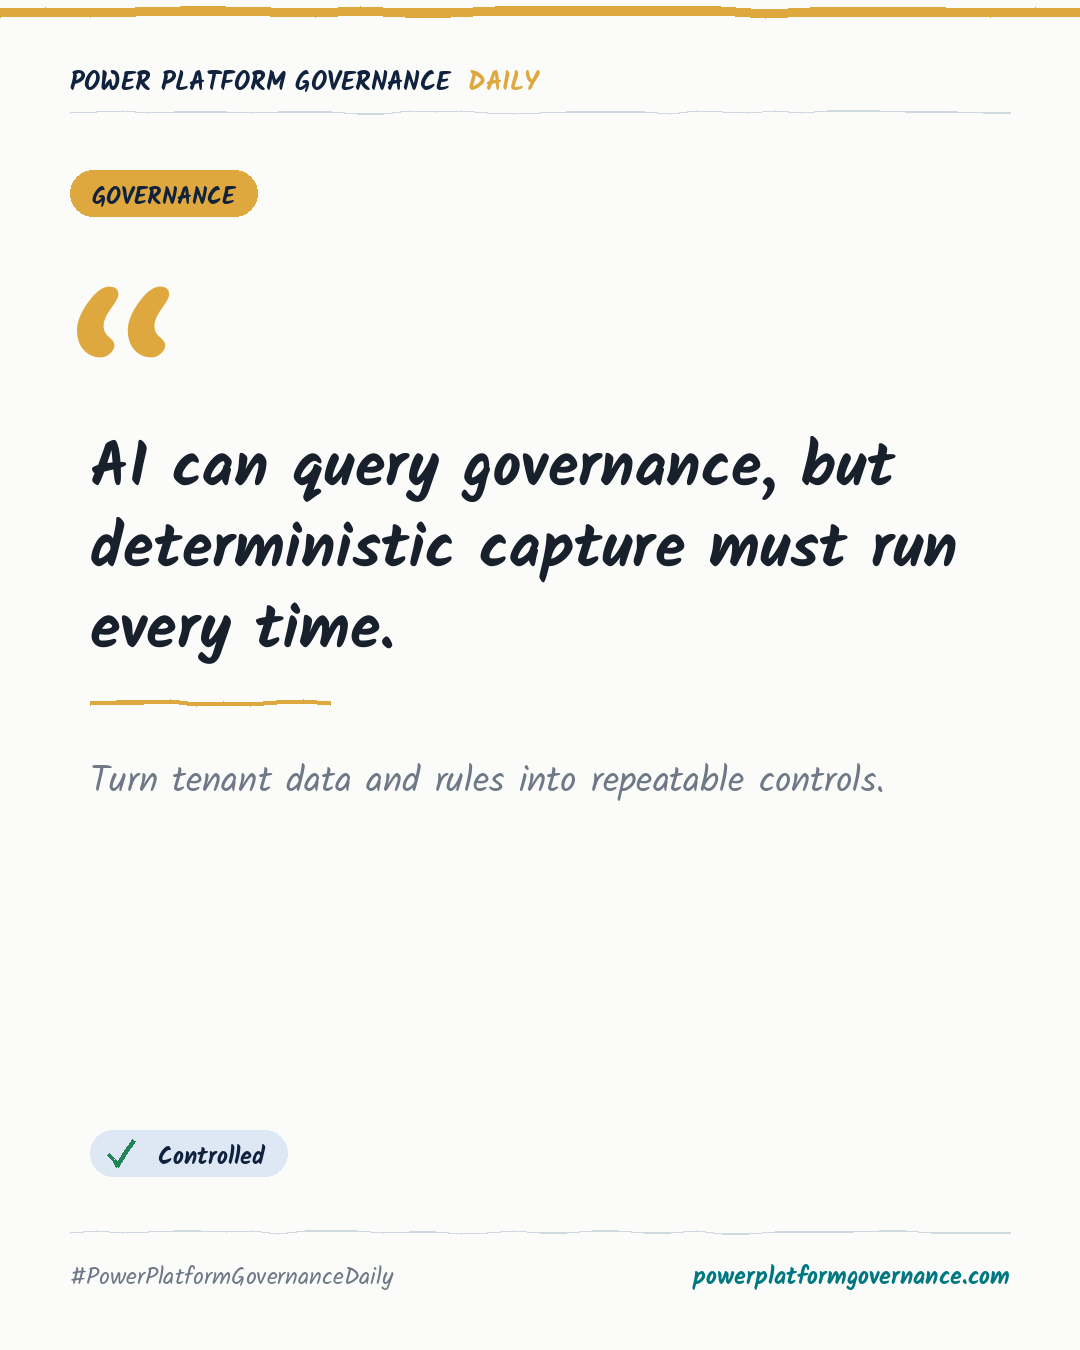 POWER PLATFORM GOVERNANCE DAILY
GOVERNANCE
“
AI can query governance, but
deterministic capture must run
every time.
Turn tenant data and rules into repeatable controls.
Controlled
#PowerPlatformGovernanceDaily
powerplatformgovernance.com